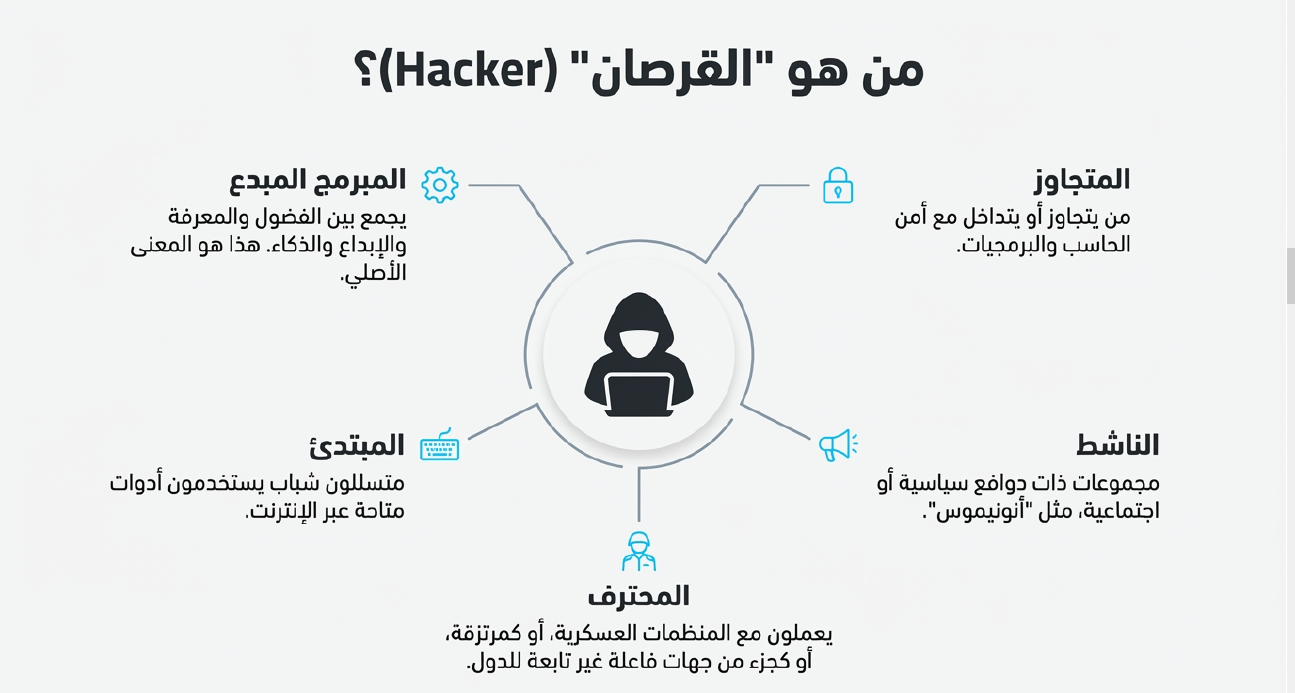 من هو "القرصان" (Hacker)؟
المتجاوز
من يتجاوز أو يتداخل مع أمن
الحاسب والبرمجيات.
المبرمج المبدع
يجمع بين الفضول والمعرفة
والإبداع والذكاء. هذا هو المعنى
الأصلي.
الناشط
مجموعات ذات دوافع سياسية أو
اجتماعية، مثل "أنونيموس".
المبتدئ
متسللون شباب يستخدمون أدوات
متاحة عبر الإنترنت.
المحترف
يعملون مع المنظمات العسكرية، أو كمرتزقة،
أو كجزء من جهات فاعلة غير تابعة للدول.